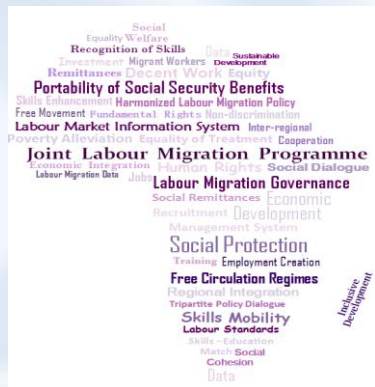 Social
Equality Welfare
Recognition of Skills Data Sustainable Development
Investment Migrant Workers
Remittances Decent Work Equity
Portability of Social Security Benefits
Skills Enhancement Harmonized Labour Migration Policy
Free Movement Fundamental Rights Non-discrimination
Labour Market Information System Inter-regional
Poverty Alleviation Equality of Treatment Cooperation
Joint Labour Migration Programme
Economic Integration Human Rights Social Dialogue
Labour Migration Data Jobs Labour Migration Governance
Social Remittances Economic
Recruitment Development
Management System
Social Protection
Training Employment Creation
Free Circulation Regimes
Regional Integration
Tripartite Policy Dialogue
Skills Mobility
Labour Standards
Skills - Education
Match Social
Cohesion
Data
Inclusive
Development